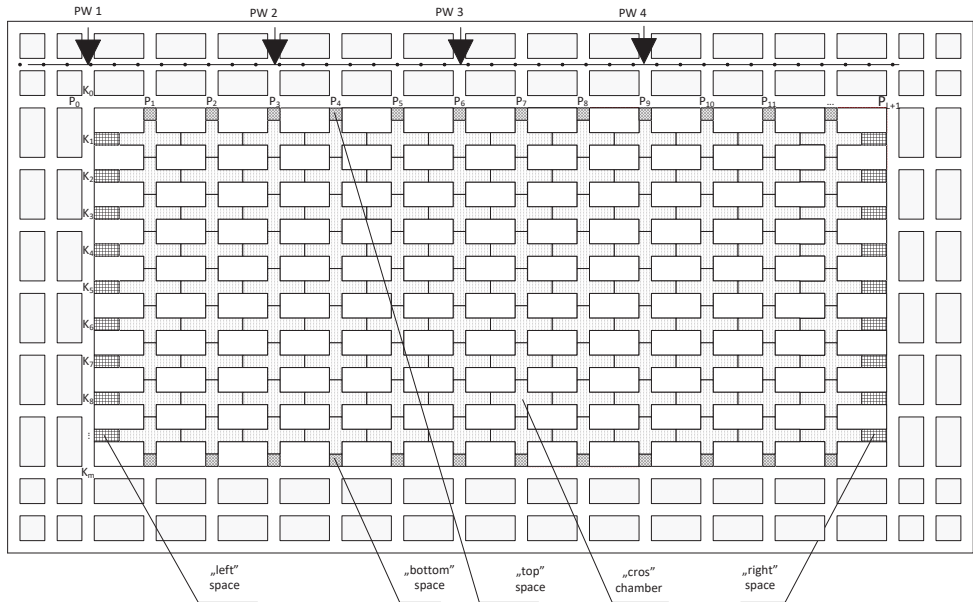 PW 1 PW 2 PW 3 PW 4
K0
P0 P1 P2 P3 P4 P5 P6 P7 P8 P9 P10 P11 ... PL+1
K1
K2
K3
K4
K5
K6
K7
K8
...
Km
„left” „bottom” „top” „cros” „right”
space space space chamber space